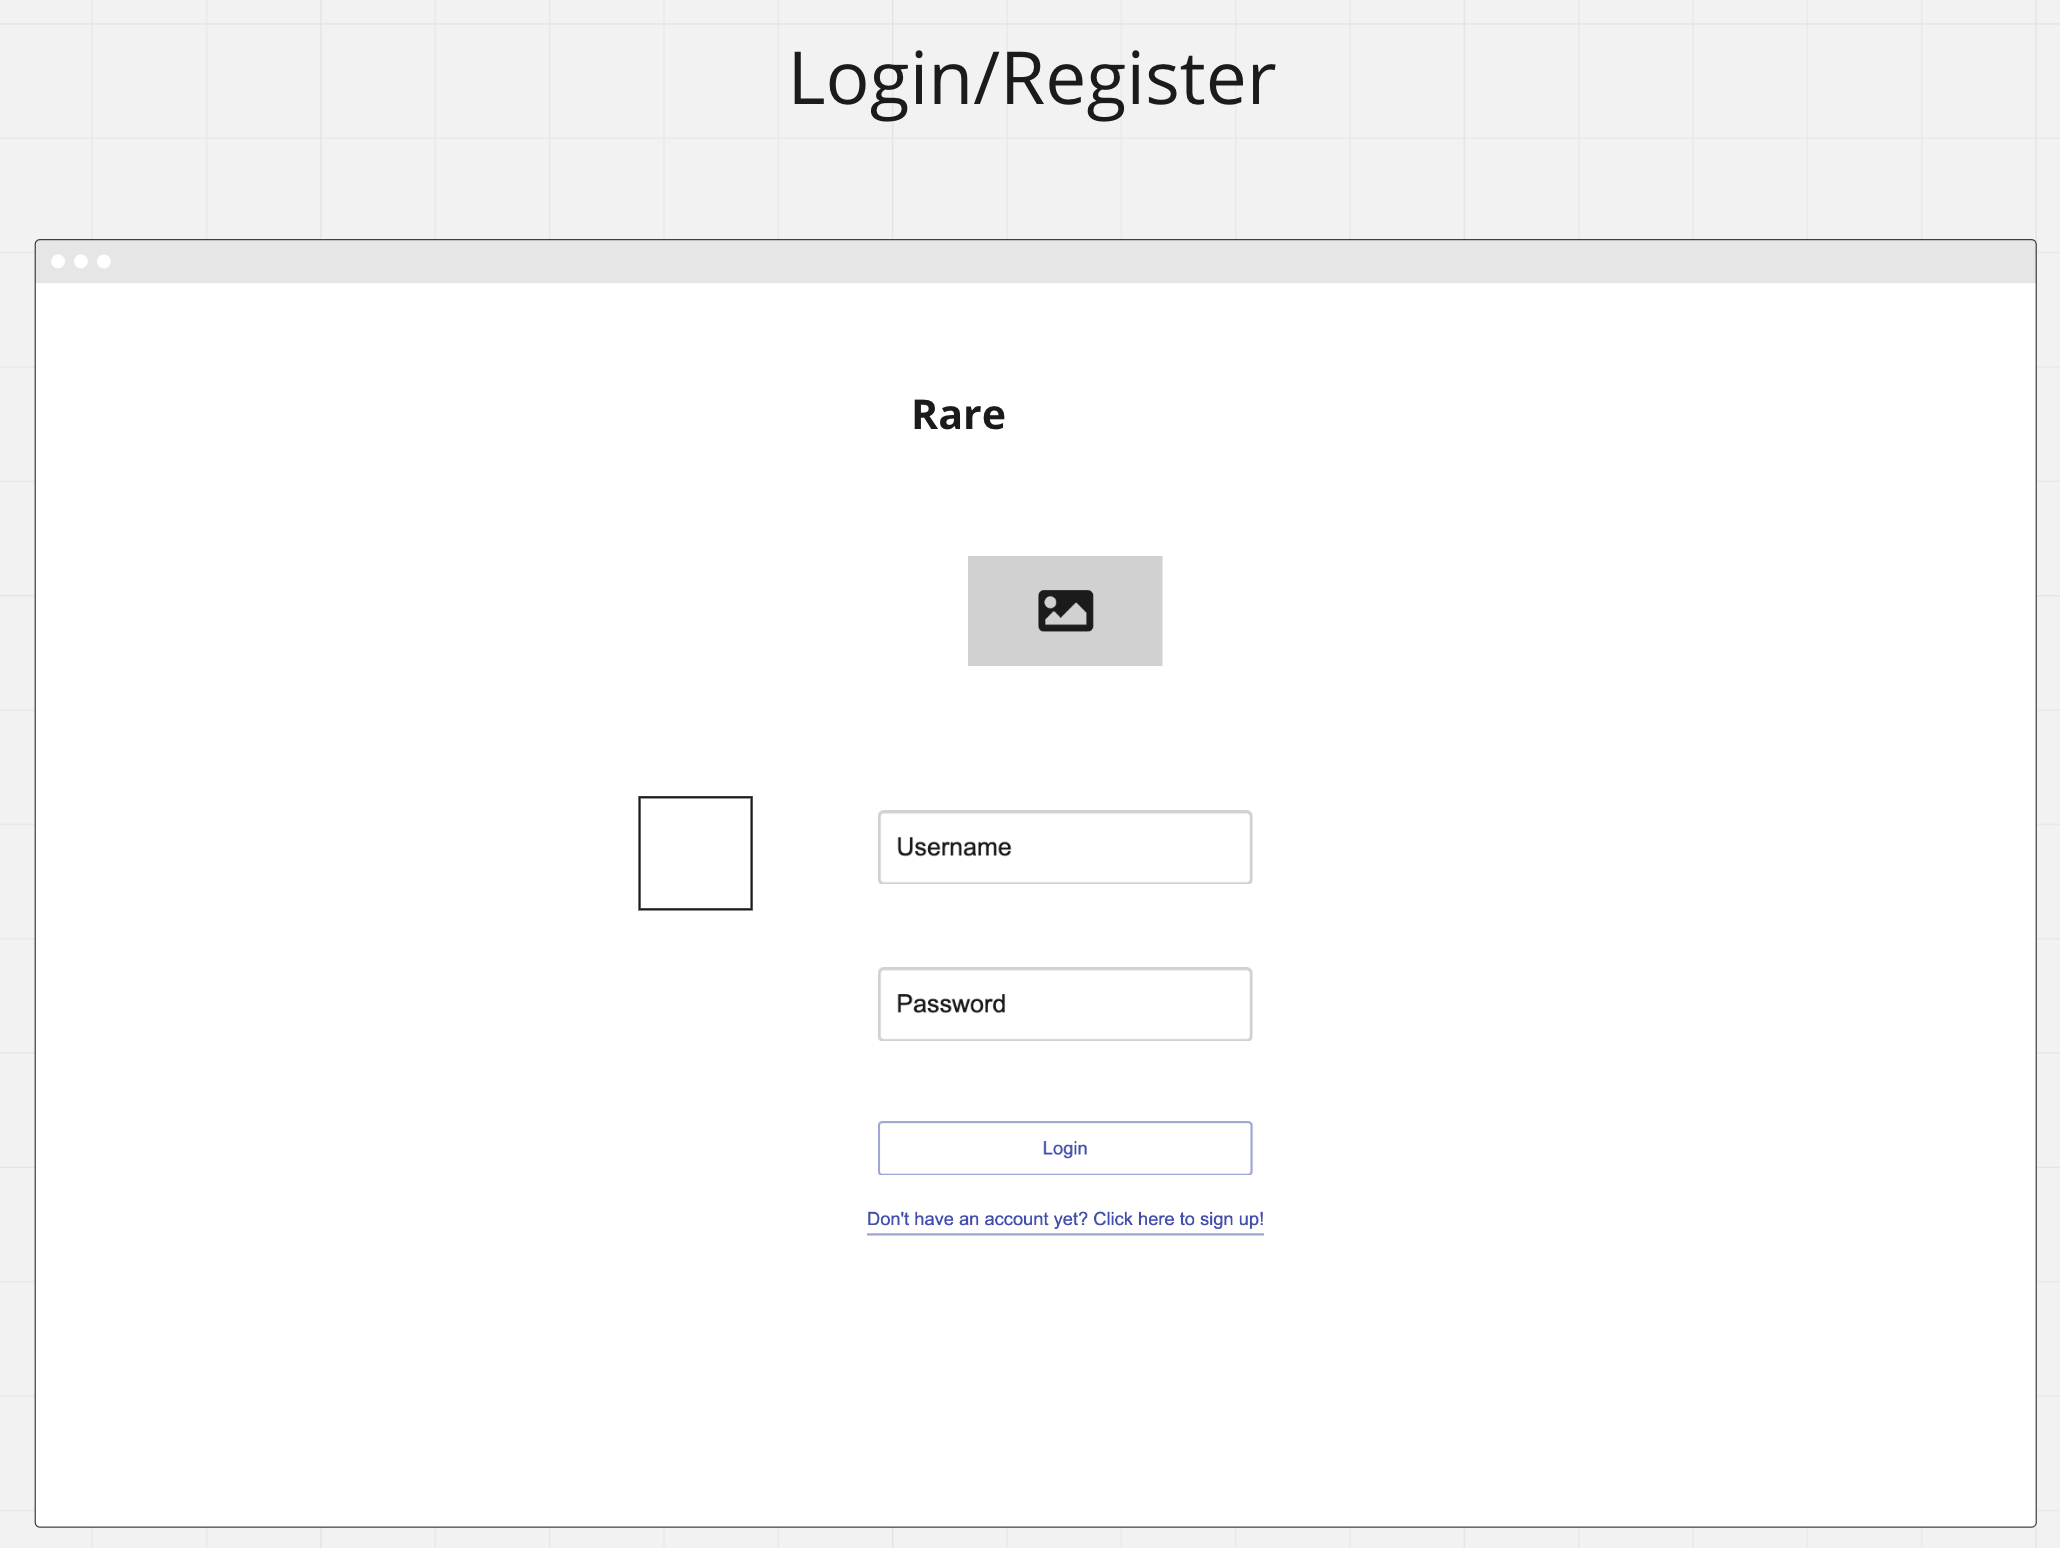 Login/Register
Rare
Username
Password
Login
Don't have an account yet? Click here to sign up!